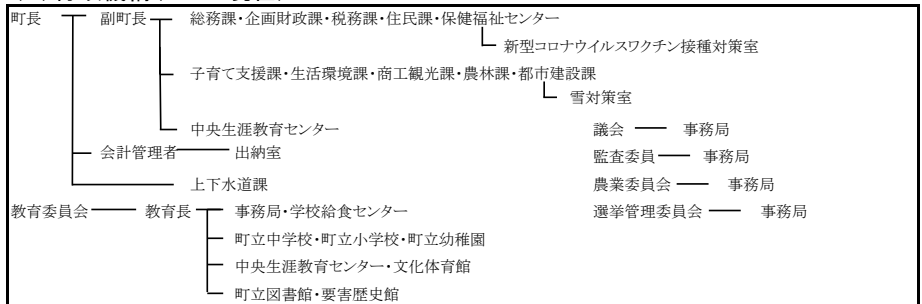 町長 副町長 総務課・企画財政課・税務課・住民課・保健福祉センター
新型コロナウイルスワクチン接種対策室
子育て支援課・生活環境課・商工観光課・農林課・都市建設課
雪対策室
中央生涯教育センター 議会 事務局
会計管理者 出納室 監査委員 事務局
上下水道課 農業委員会 事務局
教育委員会 教育長 事務局・学校給食センター 選挙管理委員会 事務局
町立中学校・町立小学校・町立幼稚園
中央生涯教育センター・文化体育館
町立図書館・要害歴史館